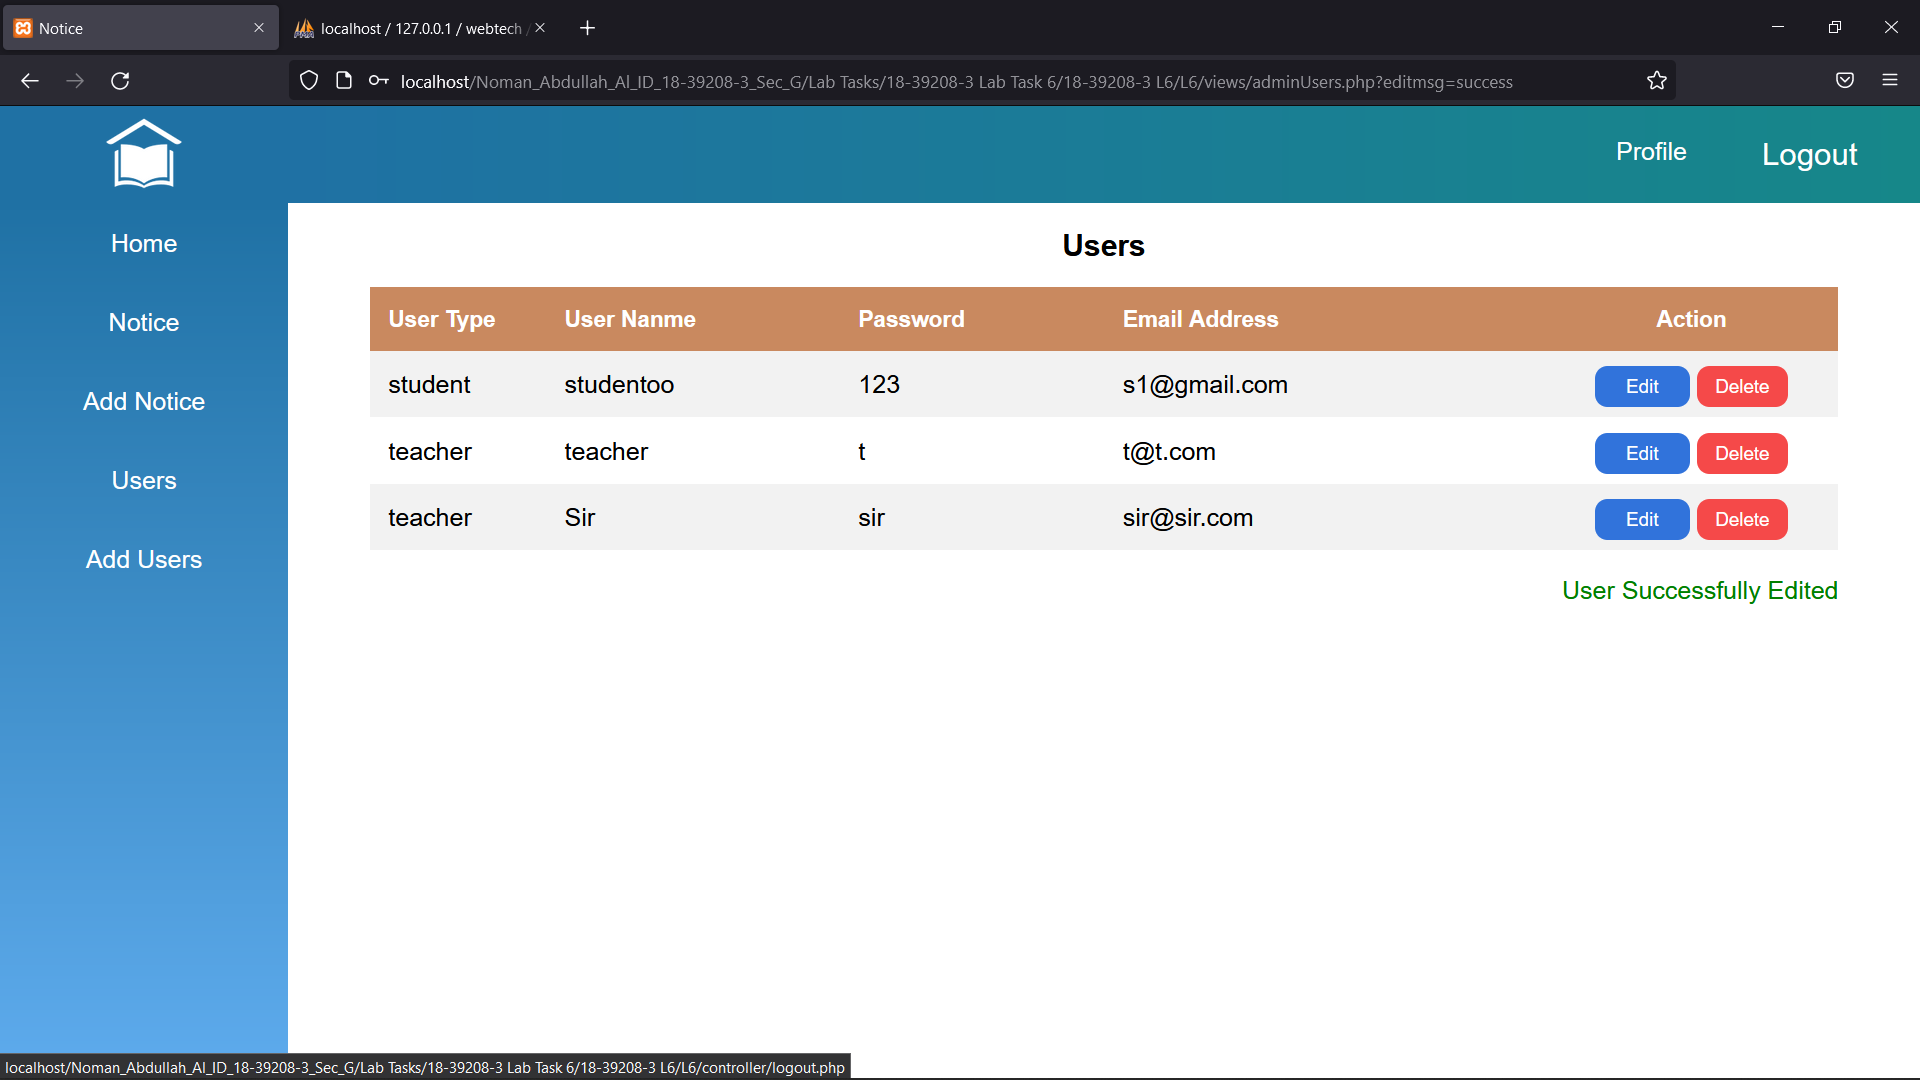 Notice
localhost / 127.0.0.1 / webtech /
localhost/Noman_Abdullah_Al_ID_18-39208-3_Sec_G/Lab Tasks/18-39208-3 Lab Task 6/18-39208-3 L6/L6/views/adminUsers.php?editmsg=success
Profile Logout
Home
Notice
Add Notice
Users
Add Users
Users
User Type User Nanme Password Email Address Action
student studentoo 123 s1@gmail.com Edit Delete
teacher teacher t t@t.com Edit Delete
teacher Sir sir sir@sir.com Edit Delete
User Successfully Edited
localhost/Noman_Abdullah_Al_ID_18-39208-3_Sec_G/Lab Tasks/18-39208-3 Lab Task 6/18-39208-3 L6/L6/controller/logout.php